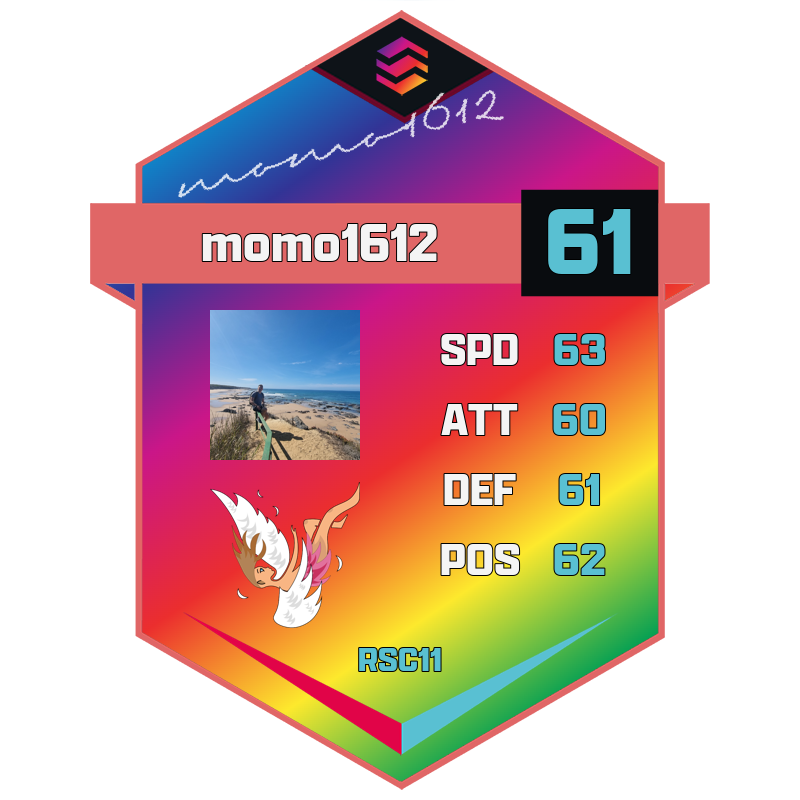 momo1612
momo1612 61
SPD 63
ATT 60
DEF 61
POS 62
RSC11